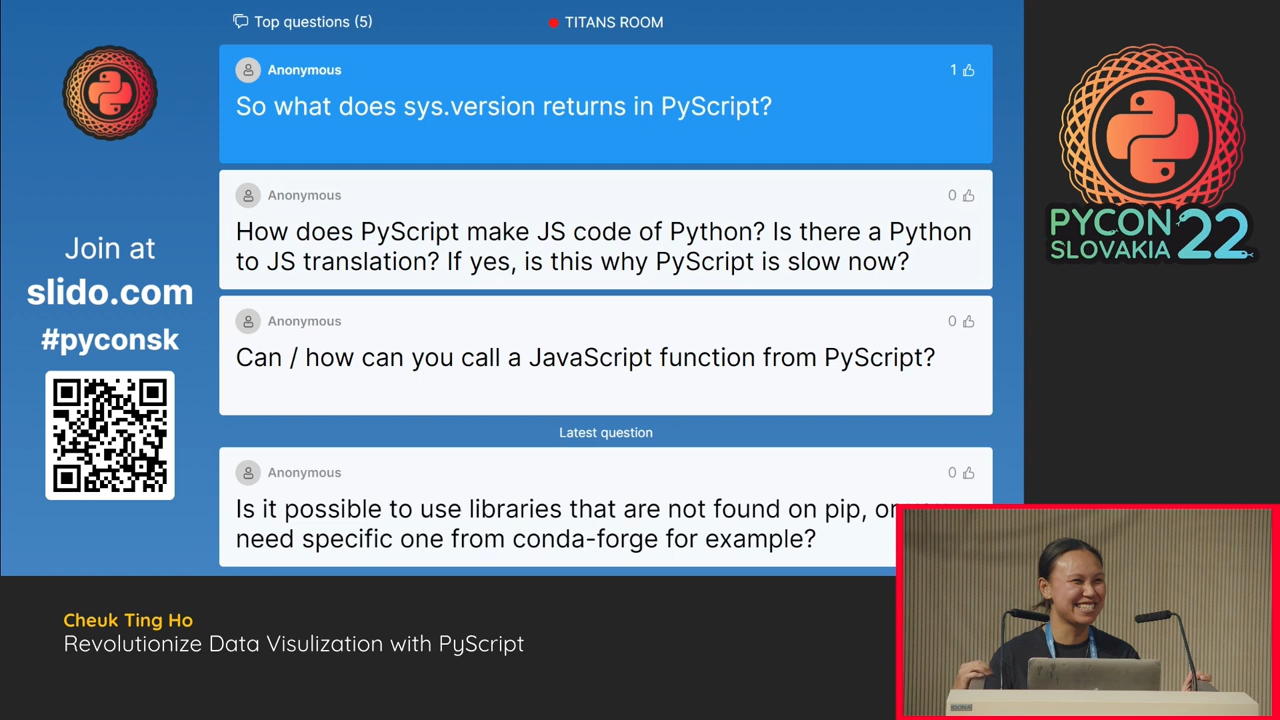 Top questions (5)
TITANS ROOM
Anonymous
1
So what does sys.version returns in PyScript?
Anonymous
0
How does PyScript make JS code of Python? Is there a Python
to JS translation? If yes, is this why PyScript is slow now?
Anonymous
0
Can / how can you call a JavaScript function from PyScript?
Latest question
Anonymous
0
Is it possible to use libraries that are not found on pip, or
need specific one from conda-forge for example?
Join at
slido.com
#pyconsk
PYCON 22
SLOVAKIA
Cheuk Ting Ho
Revolutionize Data Visulization with PyScript